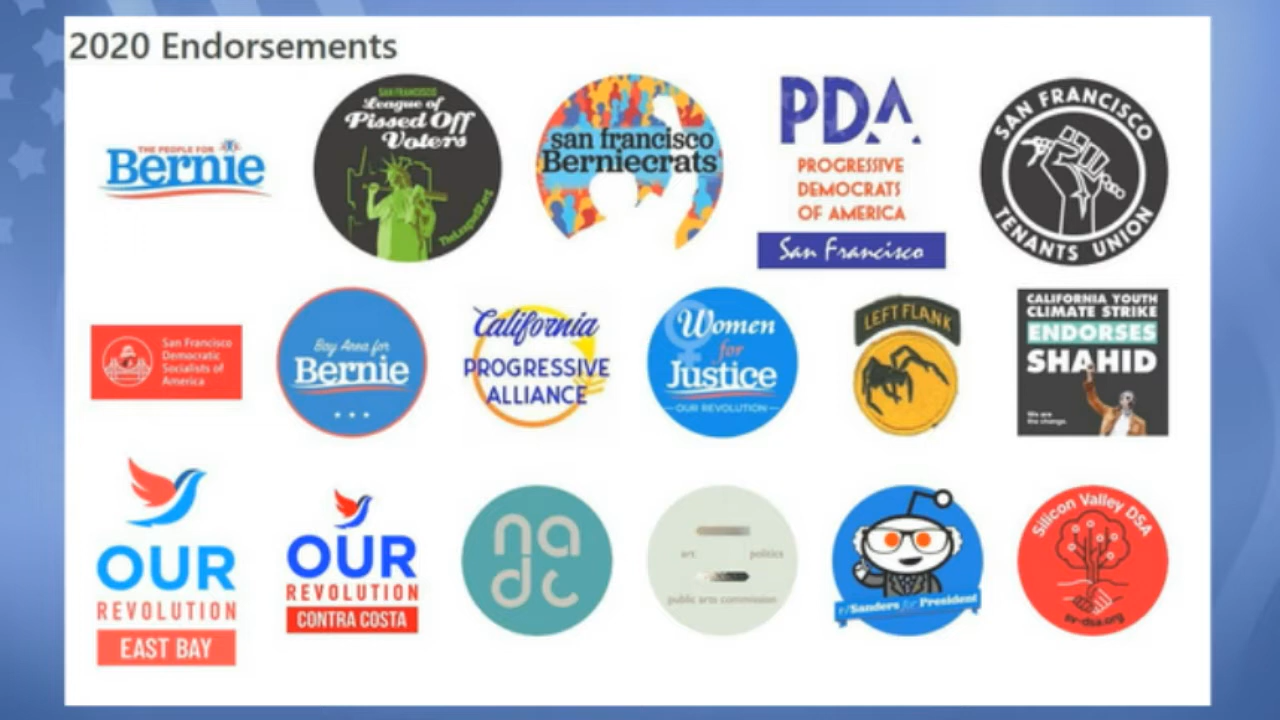 2020 Endorsements
THE PEOPLE FOR
Bernie
SAN FRANCISCO
League of
Pissed Off
Voters
TheLeagueSF.org
san francisco
Berniecrats
PDA
PROGRESSIVE
DEMOCRATS
OF AMERICA
San Francisco
SAN FRANCISCO
TENANTS UNION
San Francisco
Democratic
Socialists of
America
Bay Area for
Bernie
California
PROGRESSIVE
ALLIANCE
Women
for
Justice
OUR REVOLUTION
LEFT FLANK
CALIFORNIA YOUTH
CLIMATE STRIKE
ENDORSES
SHAHID
We are
the change.
OUR
REVOLUTION
EAST BAY
OUR
REVOLUTION
CONTRA COSTA
na
dc
art politics
public arts commission
r/Sanders for President
Silicon Valley DSA
sv-dsa.org